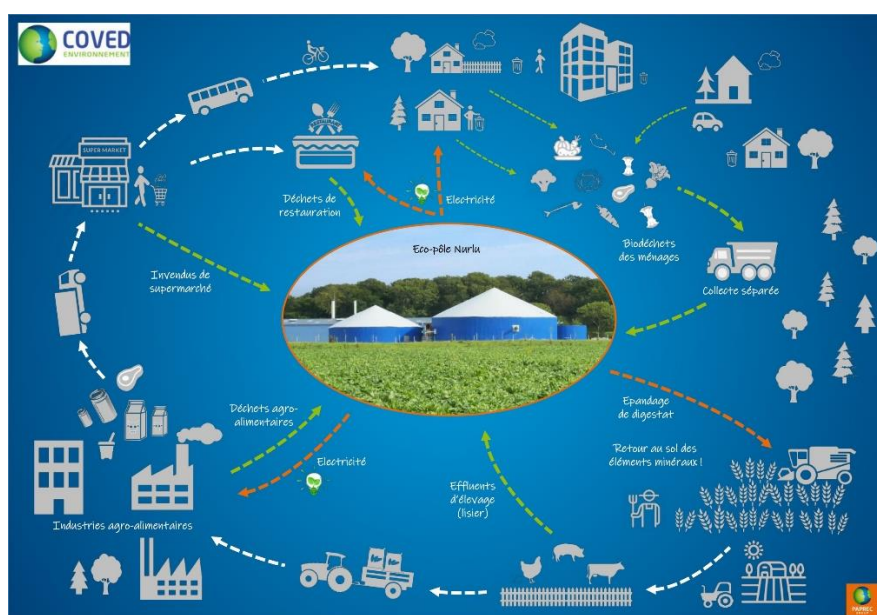 COVED
ENVIRONNEMENT
SUPER MARKET
RESTAURANT
Déchets de
restauration
Electricité
Eco-pôle Nurlu
Biodéchets
des ménages
Collecte séparée
Invendus de
supermarché
Déchets agro-
alimentaires
Electricité
Industries agro-alimentaires
Effluents
d'élevage
(lisier)
Epandage
de digestat
Retour au sol des
éléments minéraux !
PAPREC